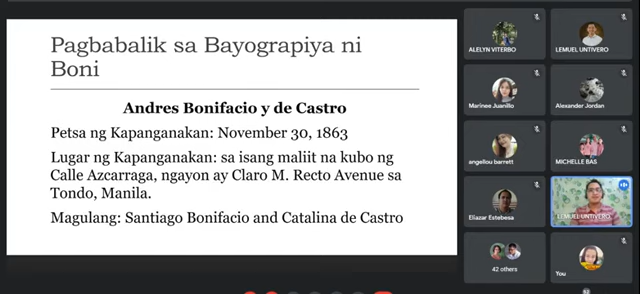 Pagbabalik sa Bayograpiya ni
Boni
Andres Bonifacio y de Castro
Petsa ng Kapanganakan: November 30, 1863
Lugar ng Kapanganakan: sa isang maliit na kubo ng
Calle Azcarraga, ngayon ay Claro M. Recto Avenue sa
Tondo, Manila.
Magulang: Santiago Bonifacio and Catalina de Castro
ALELYN VITERBO
LEMUEL UNTIVERO
Marinee Juanillo
Alexander Jordan
angeliou barrett
MICHELLE BAS
Eliazar Estebesa
LEMUEL UNTIVERO
42 others
You
52